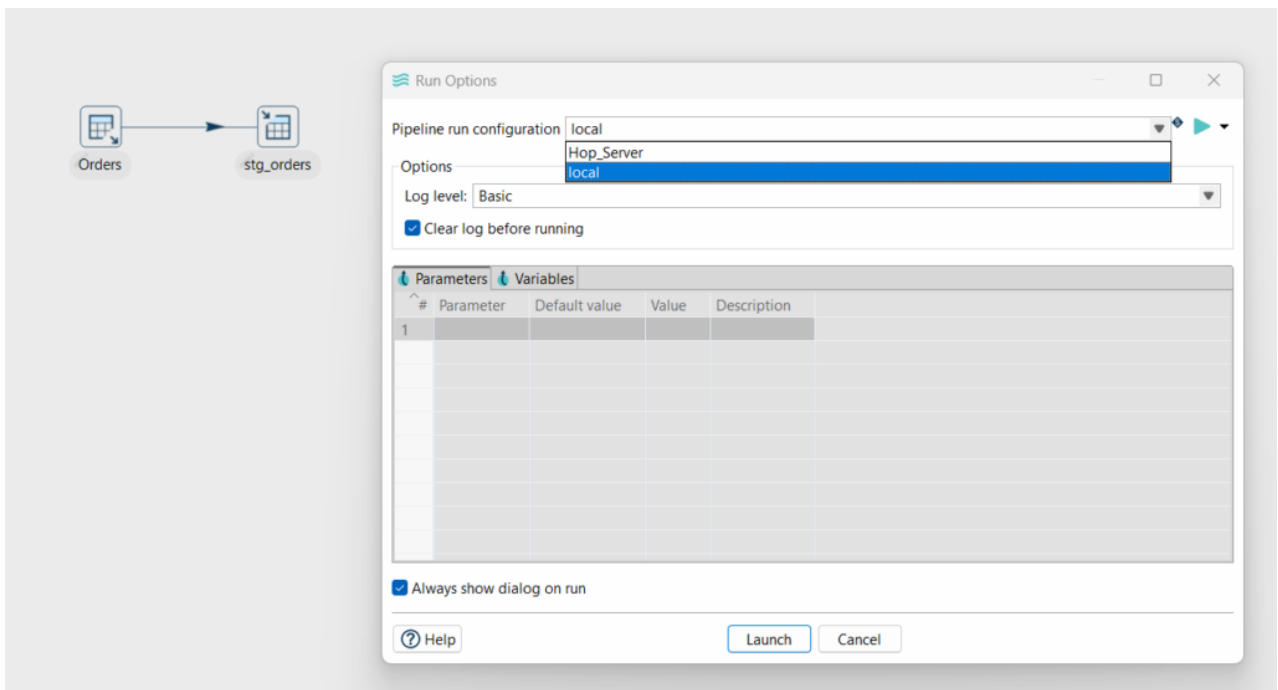 Run Options
Pipeline run configuration local
Hop_Server
local
Options
Log level: Basic
Clear log before running
Parameters Variables
# Parameter Default value Value Description
1
Always show dialog on run
Help Launch Cancel
Orders stg_orders